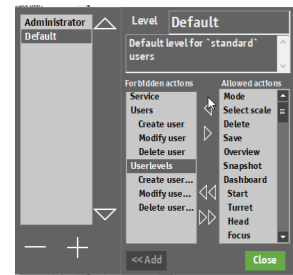 Administrator
Default
Level Default
Default level for `standard`
users
Forbidden actions
Service
Users
Create user
Modify user
Delete user
Userlevels
Create user...
Modify use...
Delete user...
Allowed actions
Mode
Select scale
Delete
Save
Overview
Snapshot
Dashboard
Start
Turret
Head
Focus
<<Add
Close